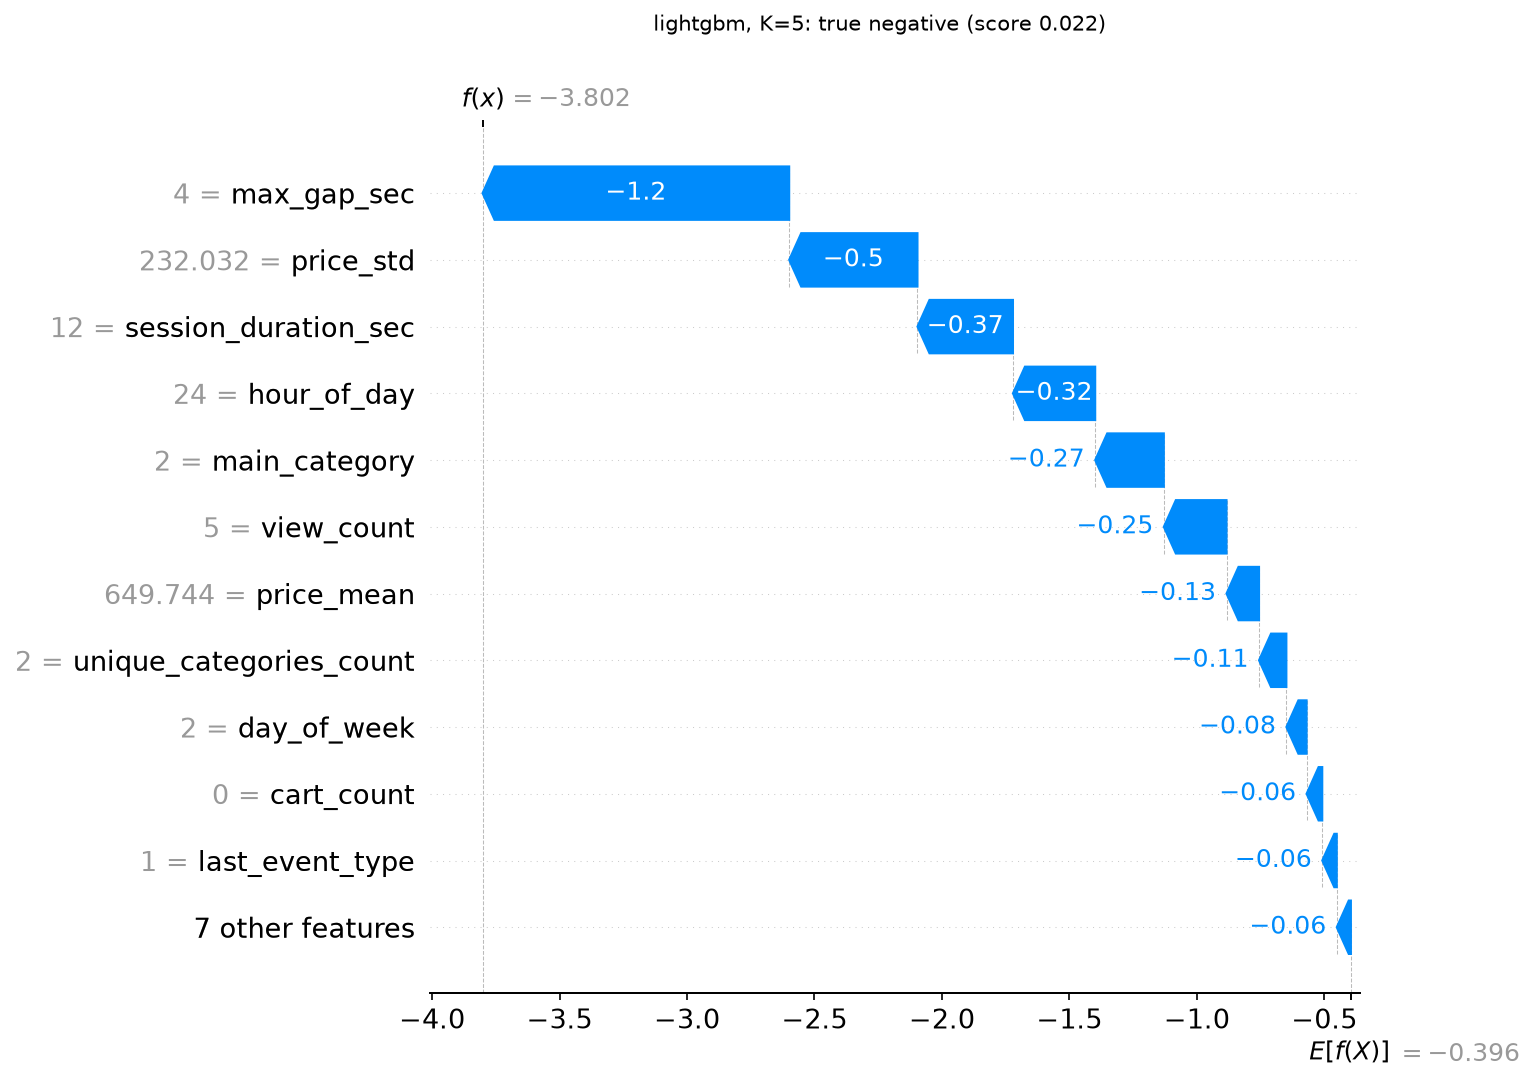 lightgbm, K=5: true negative (score 0.022)
f(x) = −3.802
4 = max_gap_sec −1.2
232.032 = price_std −0.5
12 = session_duration_sec −0.37
24 = hour_of_day −0.32
2 = main_category −0.27
5 = view_count −0.25
649.744 = price_mean −0.13
2 = unique_categories_count −0.11
2 = day_of_week −0.08
0 = cart_count −0.06
1 = last_event_type −0.06
7 other features −0.06
−4.0 −3.5 −3.0 −2.5 −2.0 −1.5 −1.0 −0.5
E[f(X)] = −0.396